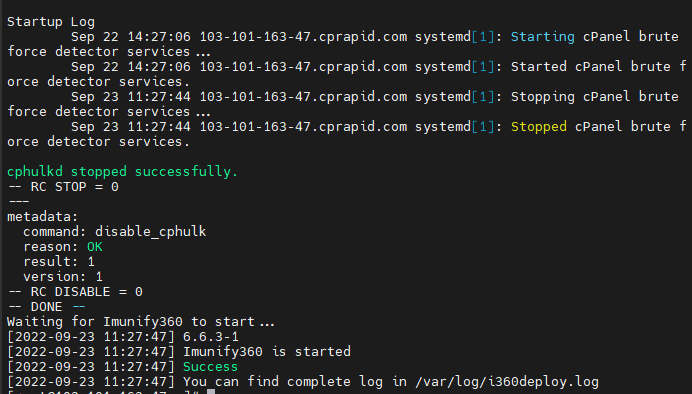 Startup Log
        Sep 22 14:27:06 103-101-163-47.cprapid.com systemd[1]: Starting cPanel brute
force detector services...
        Sep 22 14:27:06 103-101-163-47.cprapid.com systemd[1]: Started cPanel brute f
orce detector services.
        Sep 23 11:27:44 103-101-163-47.cprapid.com systemd[1]: Stopping cPanel brute
force detector services...
        Sep 23 11:27:44 103-101-163-47.cprapid.com systemd[1]: Stopped cPanel brute f
orce detector services.
cphulkd stopped successfully.
-- RC STOP = 0
---
metadata:
  command: disable_cphulk
  reason: OK
  result: 1
  version: 1
-- RC DISABLE = 0
-- DONE --
Waiting for Imunify360 to start...
[2022-09-23 11:27:47] 6.6.3-1
[2022-09-23 11:27:47] Imunify360 is started
[2022-09-23 11:27:47] Success
[2022-09-23 11:27:47] You can find complete log in /var/log/i360deploy.log